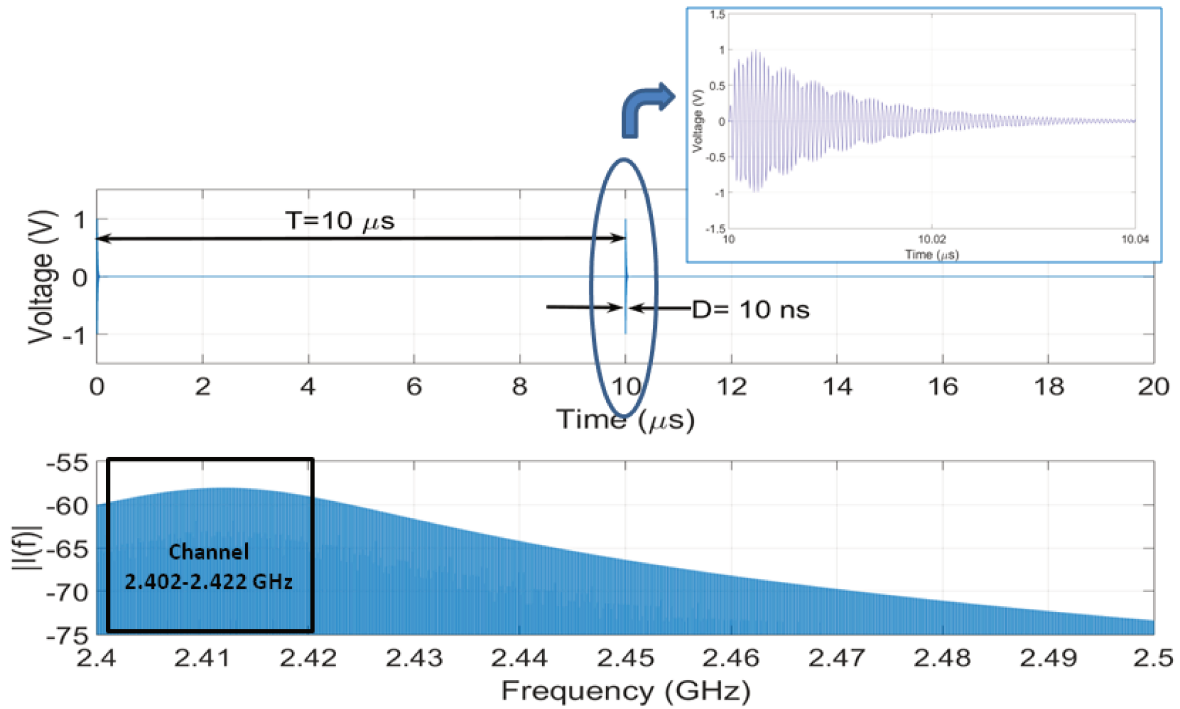 1.5
1
0.5
0
-0.5
-1
-1.5
Voltage (V)
10
10.02
10.04
Time (μs)
1
0
-1
Voltage (V)
T=10 μs
D= 10 ns
0 2 4 6 8 10 12 14 16 18 20
Time (μs)
-55
-60
-65
-70
-75
|I(f)|
Channel
2.402-2.422 GHz
2.4 2.41 2.42 2.43 2.44 2.45 2.46 2.47 2.48 2.49 2.5
Frequency (GHz)